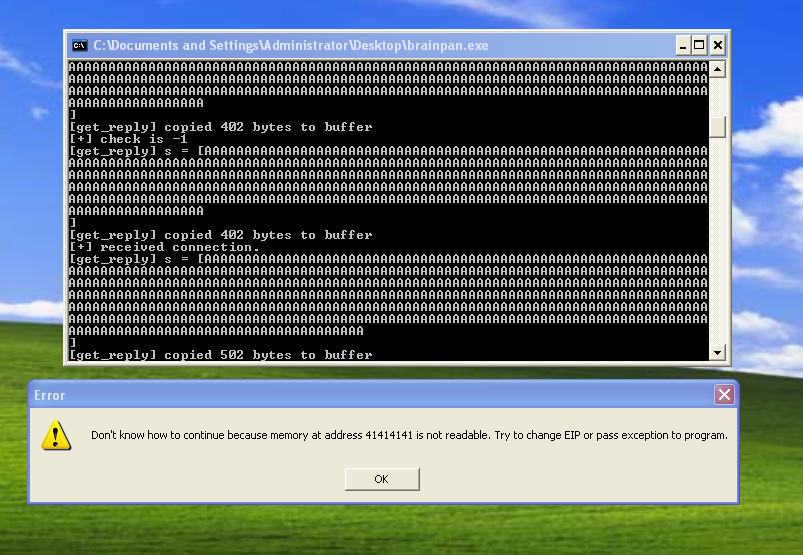 C:\Documents and Settings\Administrator\Desktop\brainpan.exe
AAAAAAAAAAAAAAAAAAAAAAAAAAAAAAAAAAAAAAAAAAAAAAAAAAAAAAAAAAAAAAAAAAAAAAAAAAAAAAAA
AAAAAAAAAAAAAAAAAAAAAAAAAAAAAAAAAAAAAAAAAAAAAAAAAAAAAAAAAAAAAAAAAAAAAAAAAAAAAAAA
AAAAAAAAAAAAAAAAAAAAAAAAAAAAAAAAAAAAAAAAAAAAAAAAAAAAAAAAAAAAAAAAAAAAAAAAAAAAAAAA
AAAAAAAAAAAAAAAAA
]
[get_reply] copied 402 bytes to buffer
[+] check is -1
[get_reply] s = [AAAAAAAAAAAAAAAAAAAAAAAAAAAAAAAAAAAAAAAAAAAAAAAAAAAAAAAAAAAAAAA
AAAAAAAAAAAAAAAAAAAAAAAAAAAAAAAAAAAAAAAAAAAAAAAAAAAAAAAAAAAAAAAAAAAAAAAAAAAAAAAA
AAAAAAAAAAAAAAAAAAAAAAAAAAAAAAAAAAAAAAAAAAAAAAAAAAAAAAAAAAAAAAAAAAAAAAAAAAAAAAAA
AAAAAAAAAAAAAAAAAAAAAAAAAAAAAAAAAAAAAAAAAAAAAAAAAAAAAAAAAAAAAAAAAAAAAAAAAAAAAAAA
AAAAAAAAAAAAAAAAAAAAAAAAAAAAAAAAAAAAAAAAAAAAAAAAAAAAAAAAAAAAAAAAAAAAAAAAAAAAAAAA
AAAAAAAAAAAAAAAAA
]
[get_reply] copied 402 bytes to buffer
[+] received connection.
[get_reply] s = [AAAAAAAAAAAAAAAAAAAAAAAAAAAAAAAAAAAAAAAAAAAAAAAAAAAAAAAAAAAAAAA
AAAAAAAAAAAAAAAAAAAAAAAAAAAAAAAAAAAAAAAAAAAAAAAAAAAAAAAAAAAAAAAAAAAAAAAAAAAAAAAA
AAAAAAAAAAAAAAAAAAAAAAAAAAAAAAAAAAAAAAAAAAAAAAAAAAAAAAAAAAAAAAAAAAAAAAAAAAAAAAAA
AAAAAAAAAAAAAAAAAAAAAAAAAAAAAAAAAAAAAAAAAAAAAAAAAAAAAAAAAAAAAAAAAAAAAAAAAAAAAAAA
AAAAAAAAAAAAAAAAAAAAAAAAAAAAAAAAAAAAAAAAAAAAAAAAAAAAAAAAAAAAAAAAAAAAAAAAAAAAAAAA
AAAAAAAAAAAAAAAAAAAAAAAAAAAAAAAAAAAAAAAAAAAAAAAAAAAAAAAAAAAAAAAAAAAAAAAAAAAAAAAA
AAAAAAAAAAAAAAAAAAAAAAAAAAAAAAAAAAAAA
]
[get_reply] copied 502 bytes to buffer
Error
Don't know how to continue because memory at address 41414141 is not readable. Try to change EIP or pass exception to program.
OK